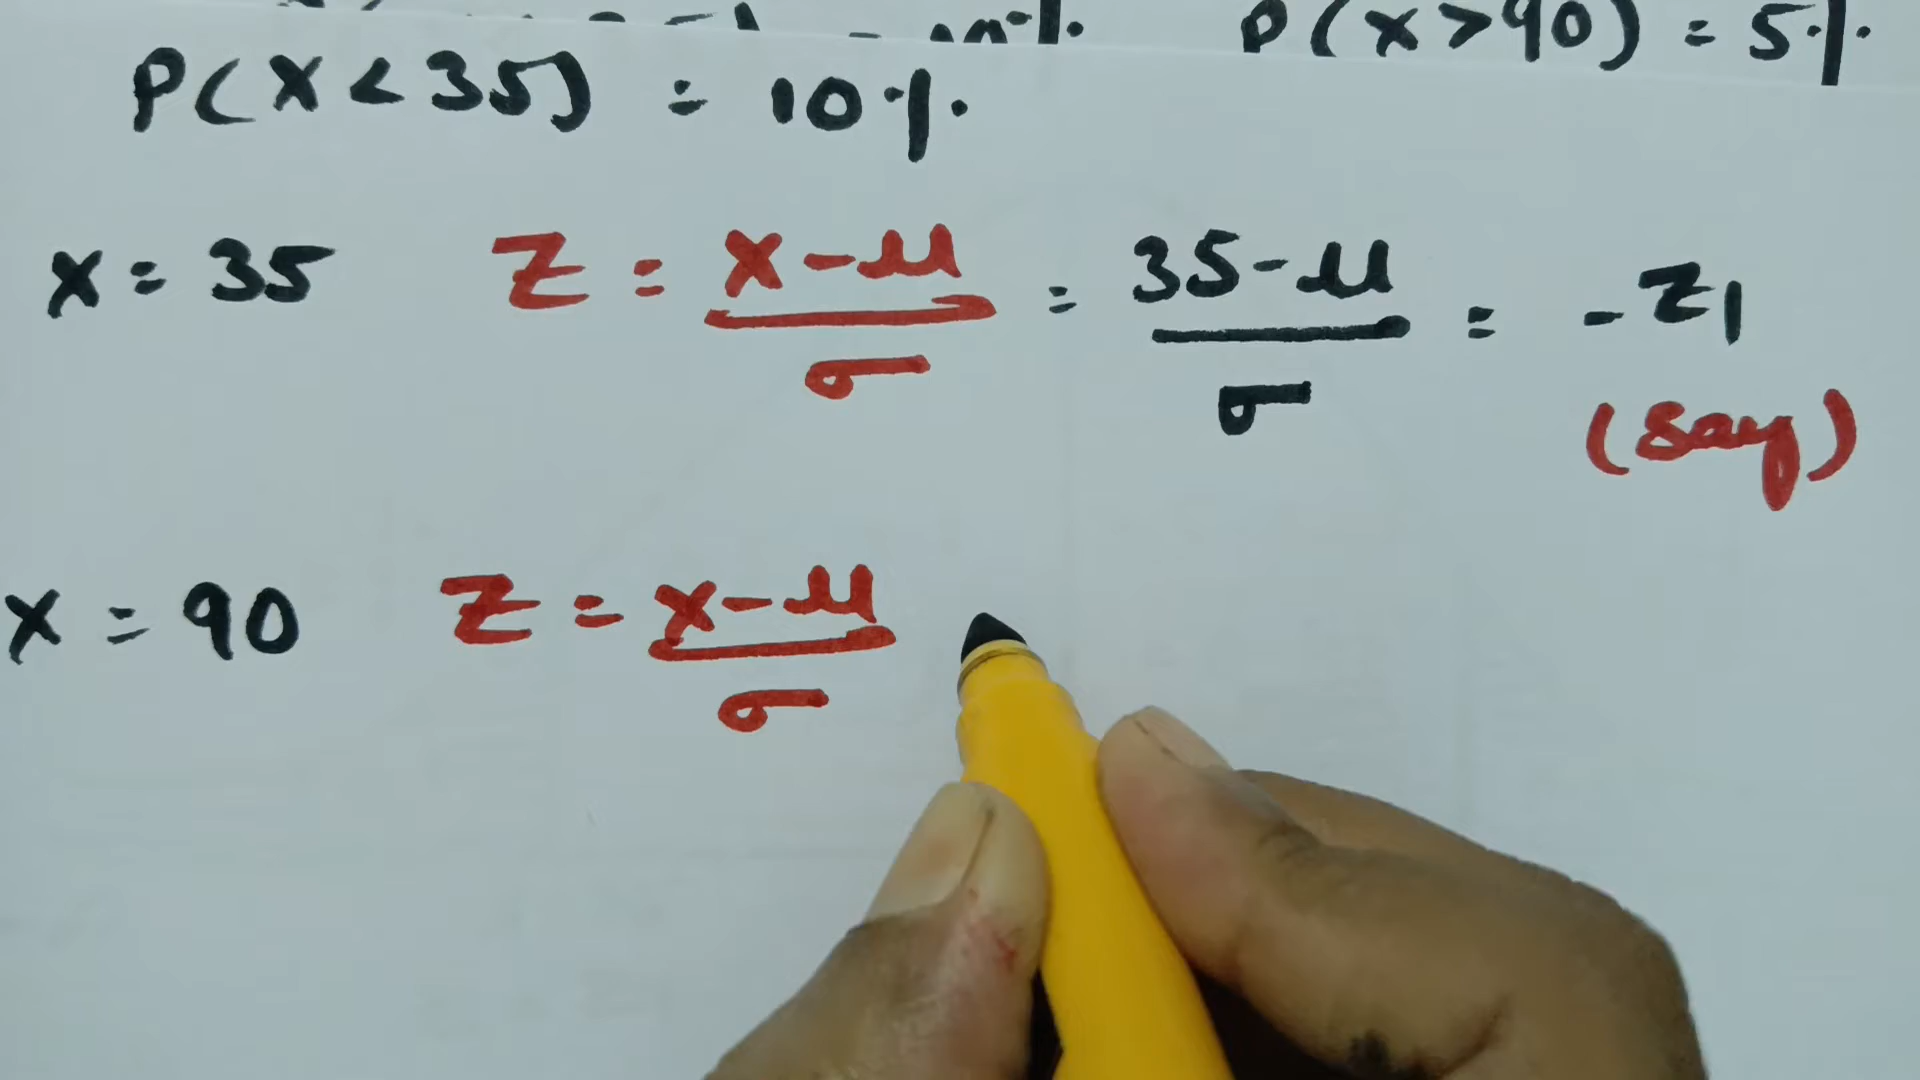 P(X>90) = 5%
P(X<35) = 10%
X = 35 Z = X-μ/σ = 35-μ/σ = -Z1
(Say)
X = 90 Z = X-μ/σ